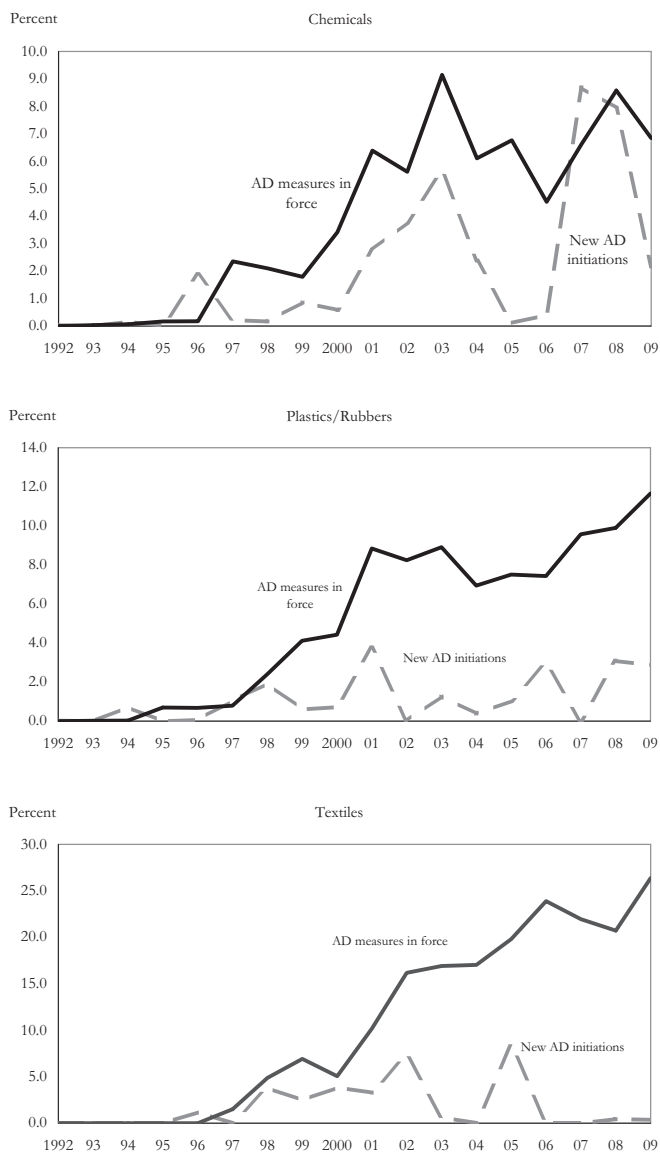 Percent
Chemicals
10.0
9.0
8.0
7.0
6.0
5.0
4.0
3.0
2.0
1.0
0.0
AD measures in
force
New AD
initiations
1992 93 94 95 96 97 98 99 2000 01 02 03 04 05 06 07 08 09
Percent
Plastics/Rubbers
14.0
12.0
10.0
8.0
6.0
4.0
2.0
0.0
AD measures in
force
New AD initiations
1992 93 94 95 96 97 98 99 2000 01 02 03 04 05 06 07 08 09
Percent
Textiles
30.0
25.0
20.0
15.0
10.0
5.0
0.0
AD measures in force
New AD initiations
1992 93 94 95 96 97 98 99 2000 01 02 03 04 05 06 07 08 09